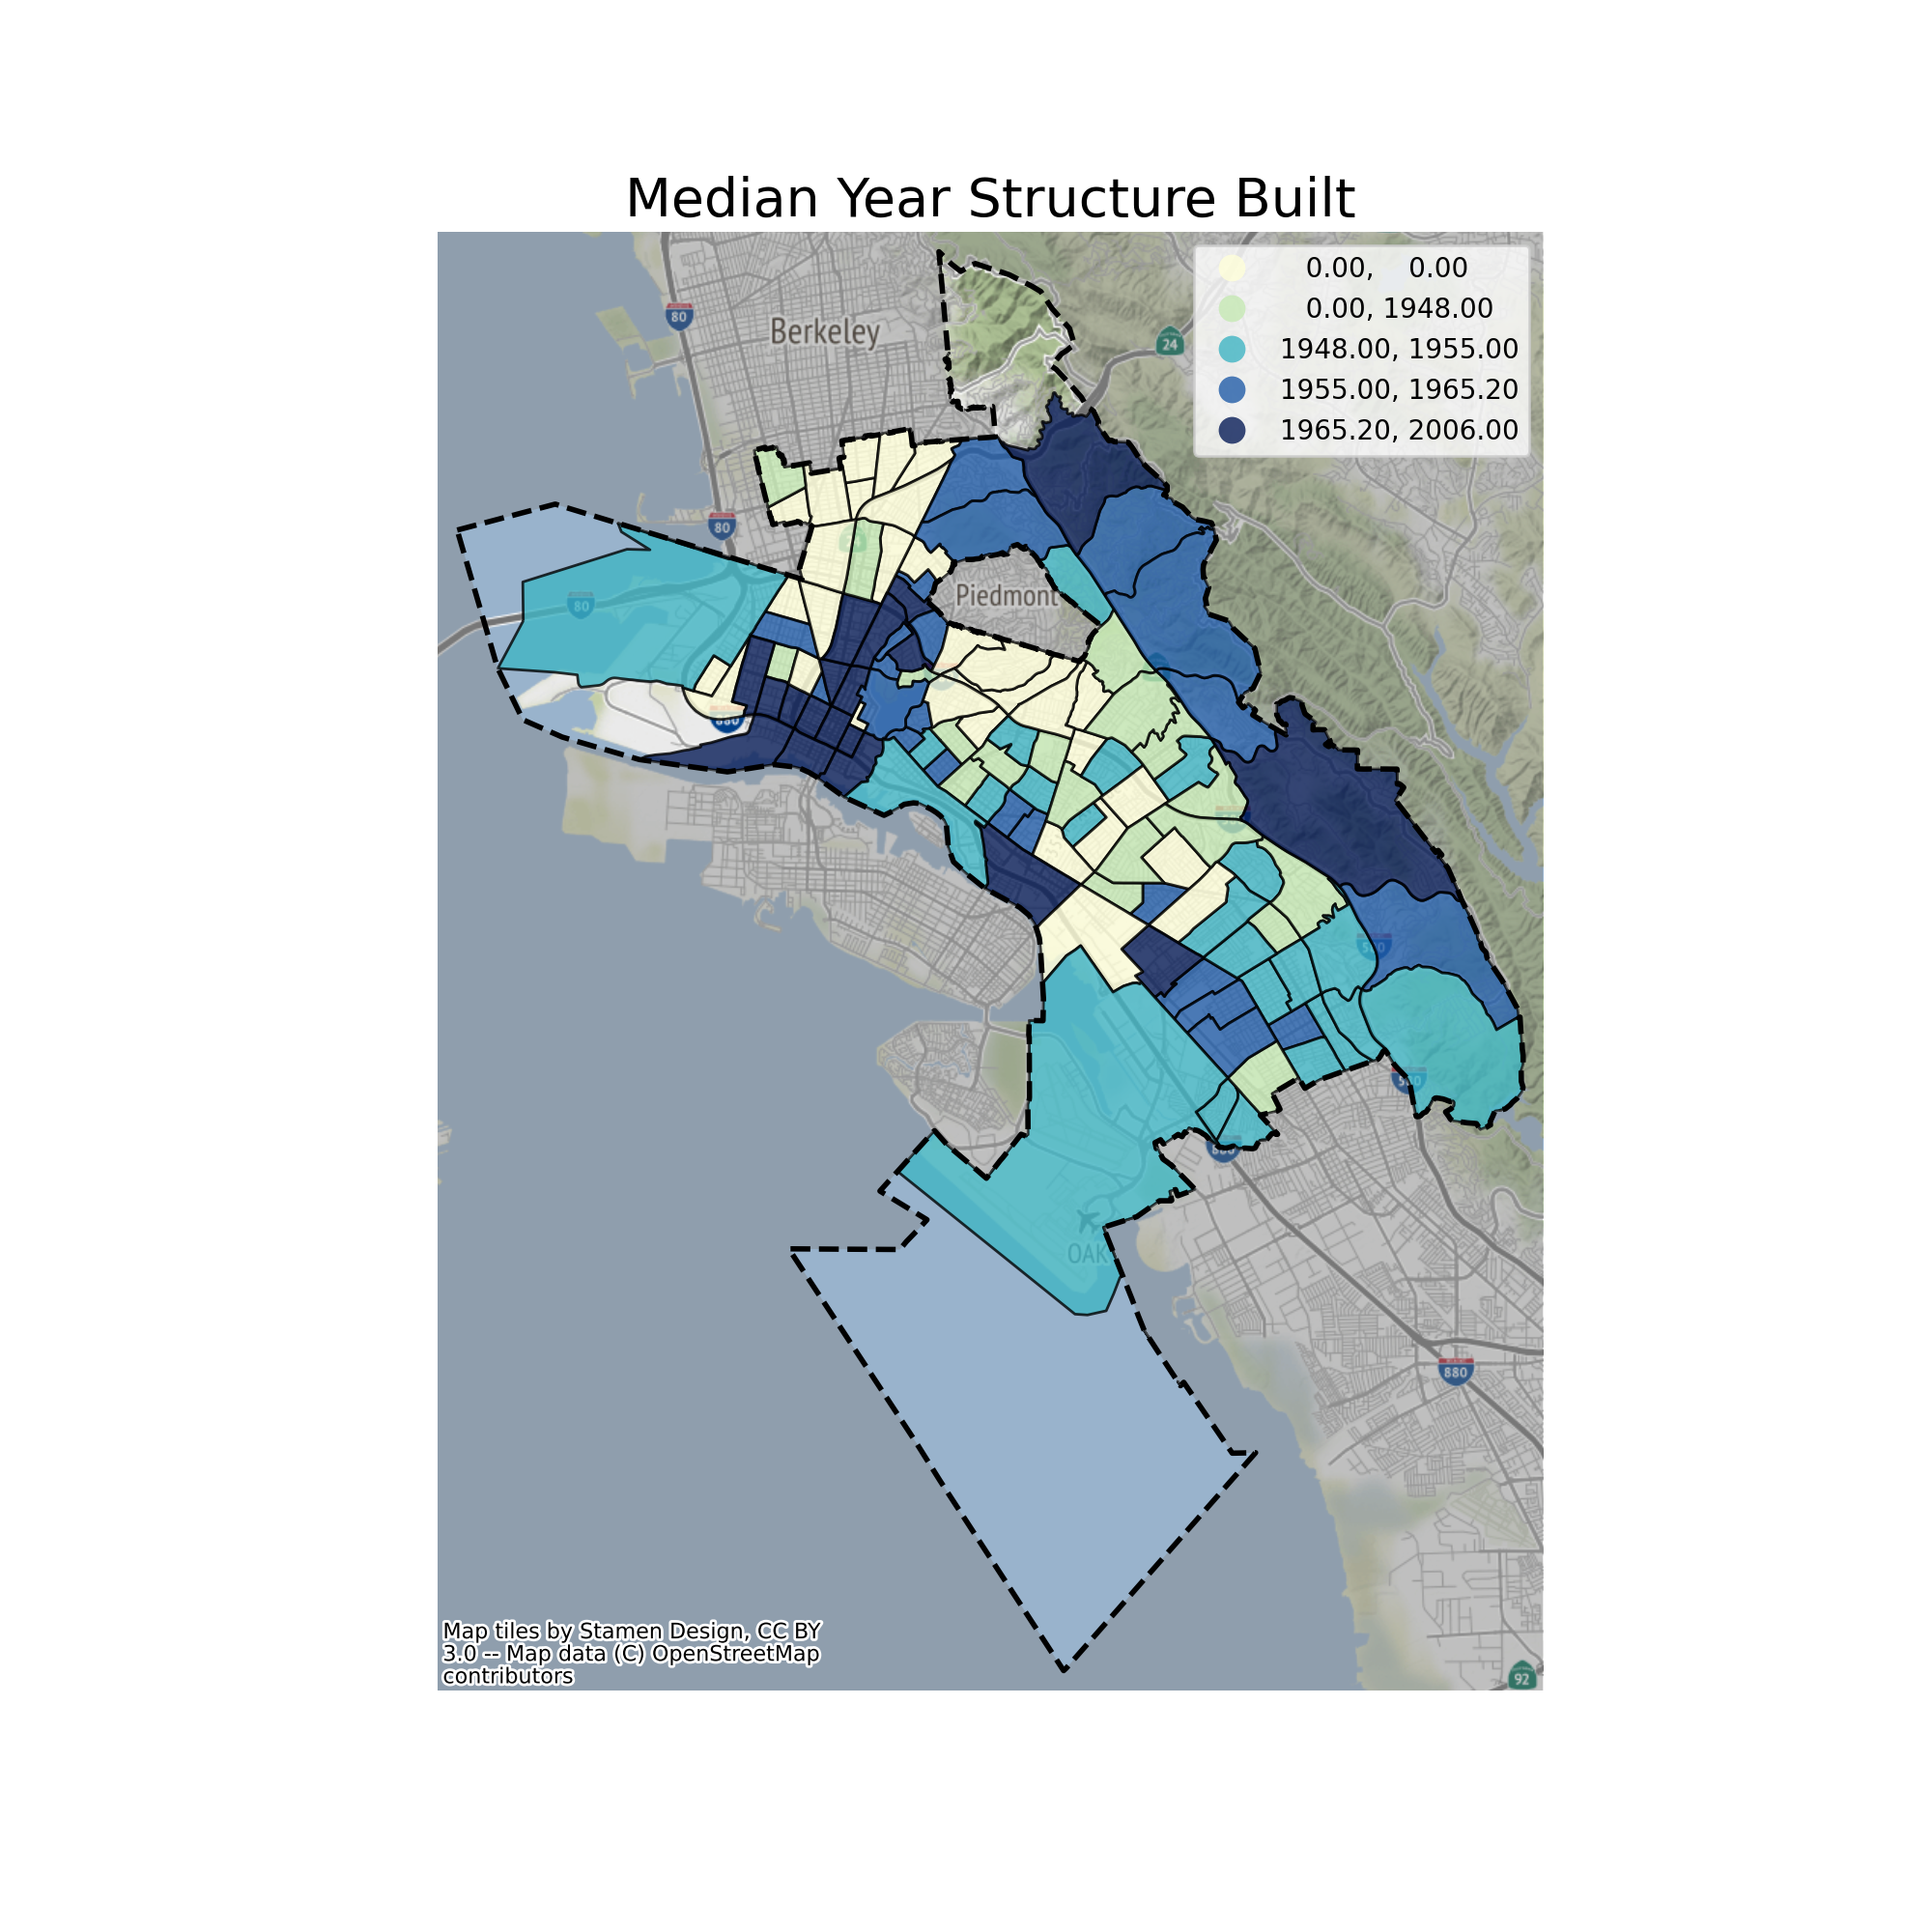 Median Year Structure Built
0.00, 0.00
0.00, 1948.00
1948.00, 1955.00
1955.00, 1965.20
1965.20, 2006.00
80
Berkeley
24
80
80
Piedmont
880
580
580
880
OAK
880
92
Map tiles by Stamen Design, CC BY
3.0 -- Map data (C) OpenStreetMap
contributors